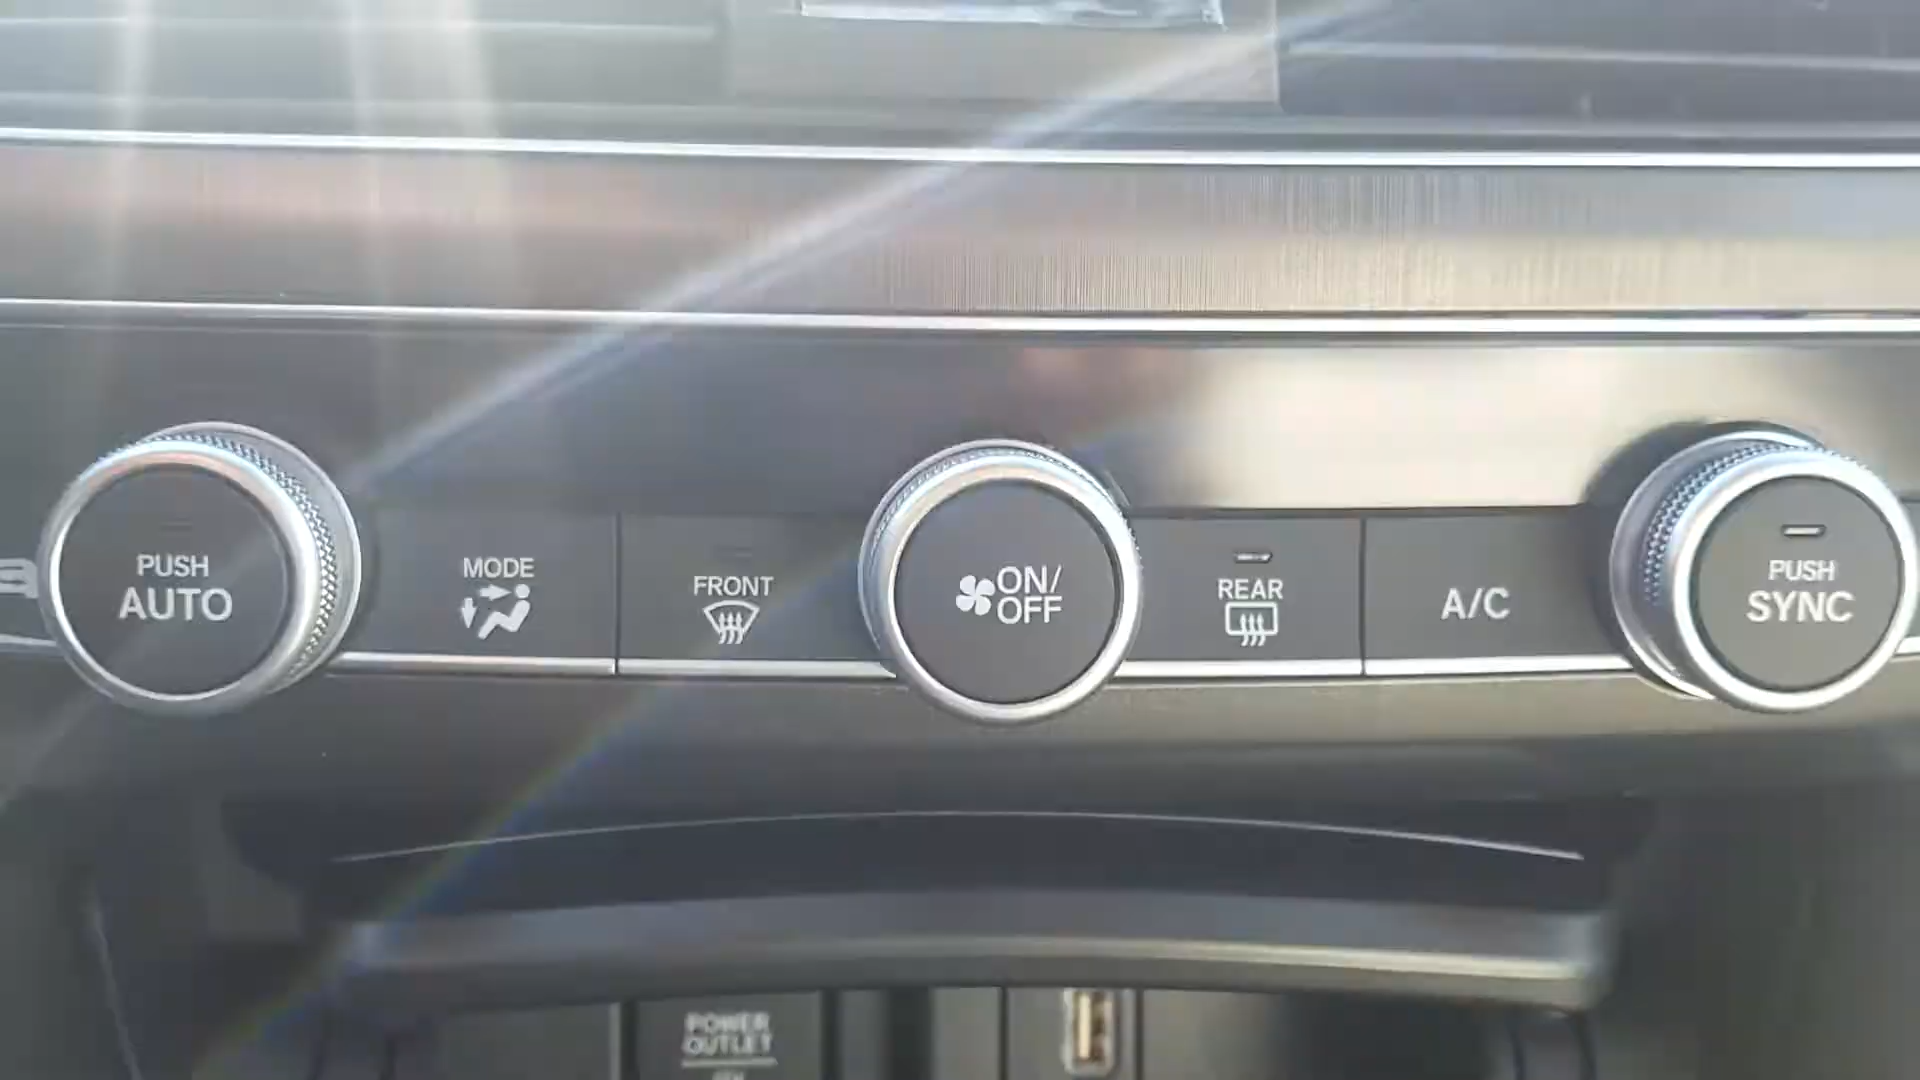 PUSH
AUTO
MODE
FRONT
ON/
OFF
REAR
A/C
PUSH
SYNC
POWER
OUTLET